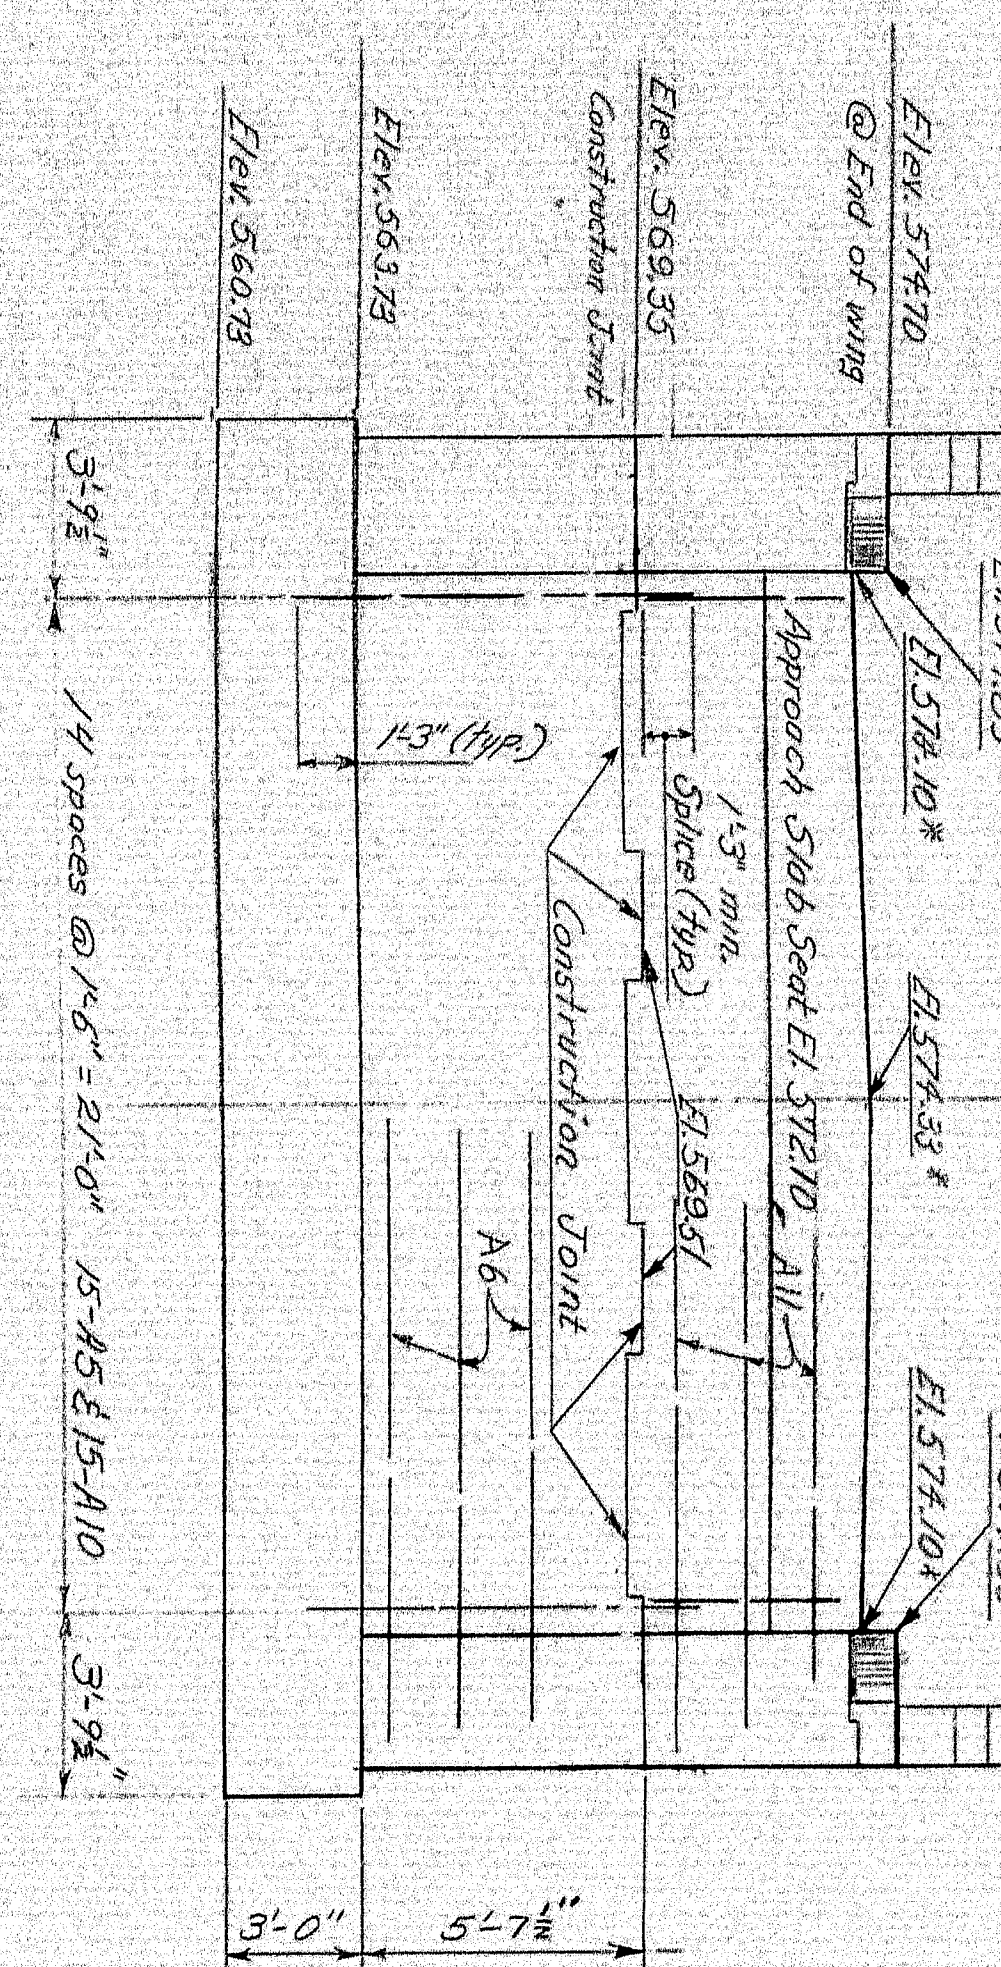 Elev. 574.70
@ End of wing
Elev. 569.35
Construction Joint
Elev. 563.73
Elev. 560.73
El. 574.10*
El. 574.33*
El. 574.10*
Approach Slab Seat El. 572.70
A11
1'-3" min.
Splice (typ.)
El. 569.51
1'-3" (typ.)
Construction Joint
A6
3'-9½"
14 spaces @ 1'-6" = 21'-0" 15-A5 & 15-A10
3'-9½"
3'-0"
5'-7½"